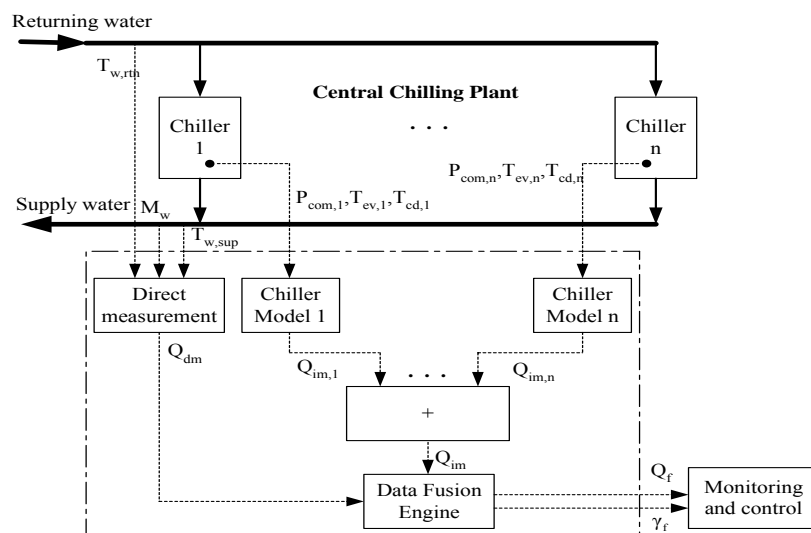 Returning water
T_w,rtn
Central Chilling Plant
Chiller
1
. . .
Chiller
n
P_com,1,T_ev,1,T_cd,1
P_com,n,T_ev,n,T_cd,n
Supply water
M_w
T_w,sup
Direct
measurement
Chiller
Model 1
Chiller
Model n
Q_dm
Q_im,1
. . .
Q_im,n
+
Q_im
Data Fusion
Engine
Q_f
γ_f
Monitoring
and control